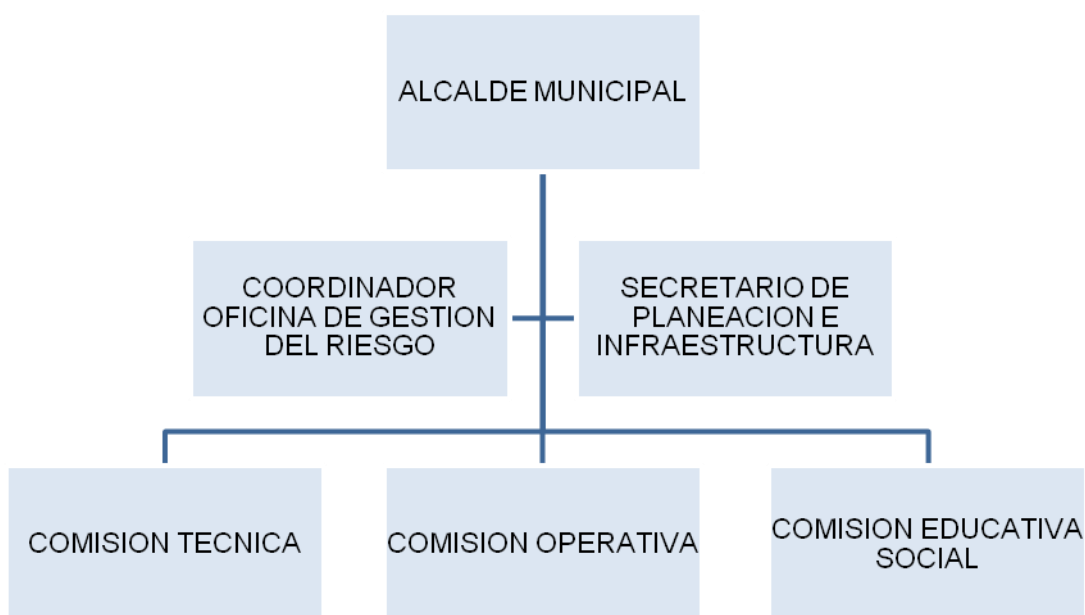 ALCALDE MUNICIPAL
COORDINADOR
OFICINA DE GESTION
DEL RIESGO
SECRETARIO DE
PLANEACION E
INFRAESTRUCTURA
COMISION TECNICA
COMISION OPERATIVA
COMISION EDUCATIVA
SOCIAL